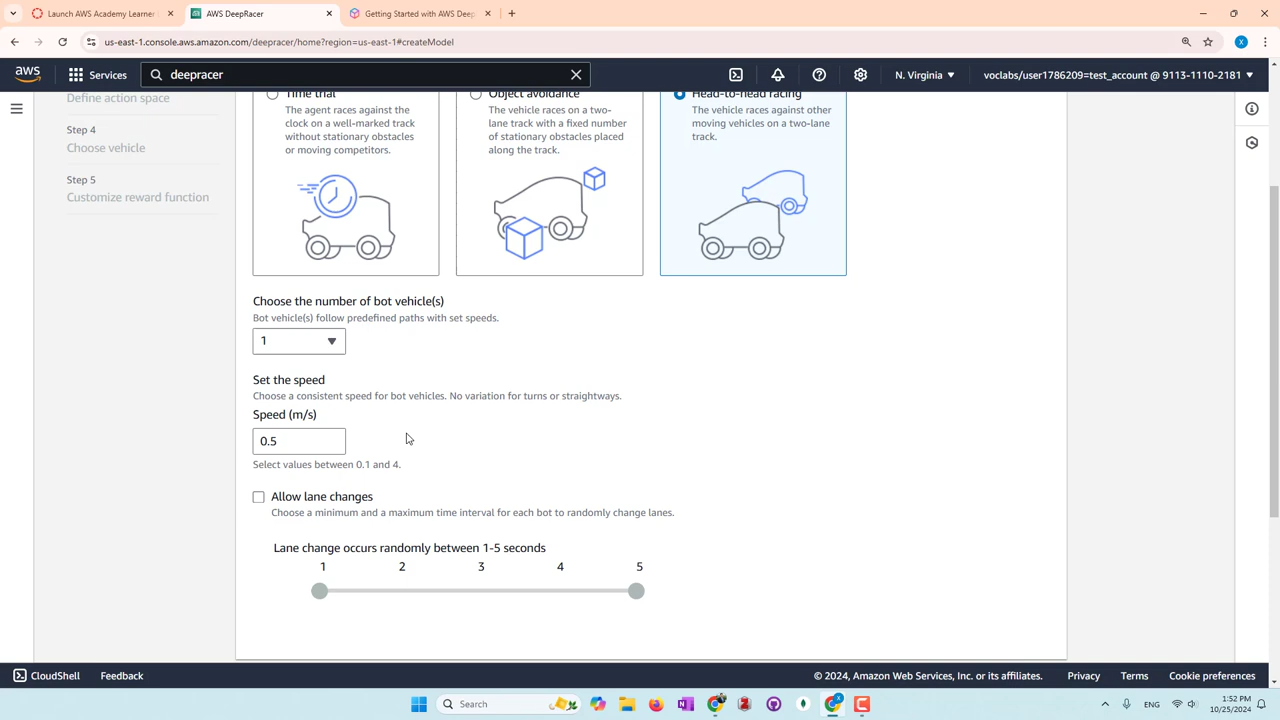 Launch AWS Academy Learner
AWS DeepRacer
Getting Started with AWS Deep
us-east-1.console.aws.amazon.com/deepracer/home?region=us-east-1#createModel
aws
Services
deepracer
N. Virginia
voclabs/user1786209=test_account @ 9113-1110-2181
Define action space
Step 4
Choose vehicle
Step 5
Customize reward function
Time trial
The agent races against the
clock on a well-marked track
without stationary obstacles
or moving competitors.
Object avoidance
The vehicle races on a two-
lane track with a fixed number
of stationary obstacles placed
along the track.
Head-to-head racing
The vehicle races against other
moving vehicles on a two-lane
track.
Choose the number of bot vehicle(s)
Bot vehicle(s) follow predefined paths with set speeds.
1
Set the speed
Choose a consistent speed for bot vehicles. No variation for turns or straightways.
Speed (m/s)
0.5
Select values between 0.1 and 4.
Allow lane changes
Choose a minimum and a maximum time interval for each bot to randomly change lanes.
Lane change occurs randomly between 1-5 seconds
1 2 3 4 5
CloudShell
Feedback
© 2024, Amazon Web Services, Inc. or its affiliates.
Privacy
Terms
Cookie preferences
Search
ENG
1:52 PM
10/25/2024